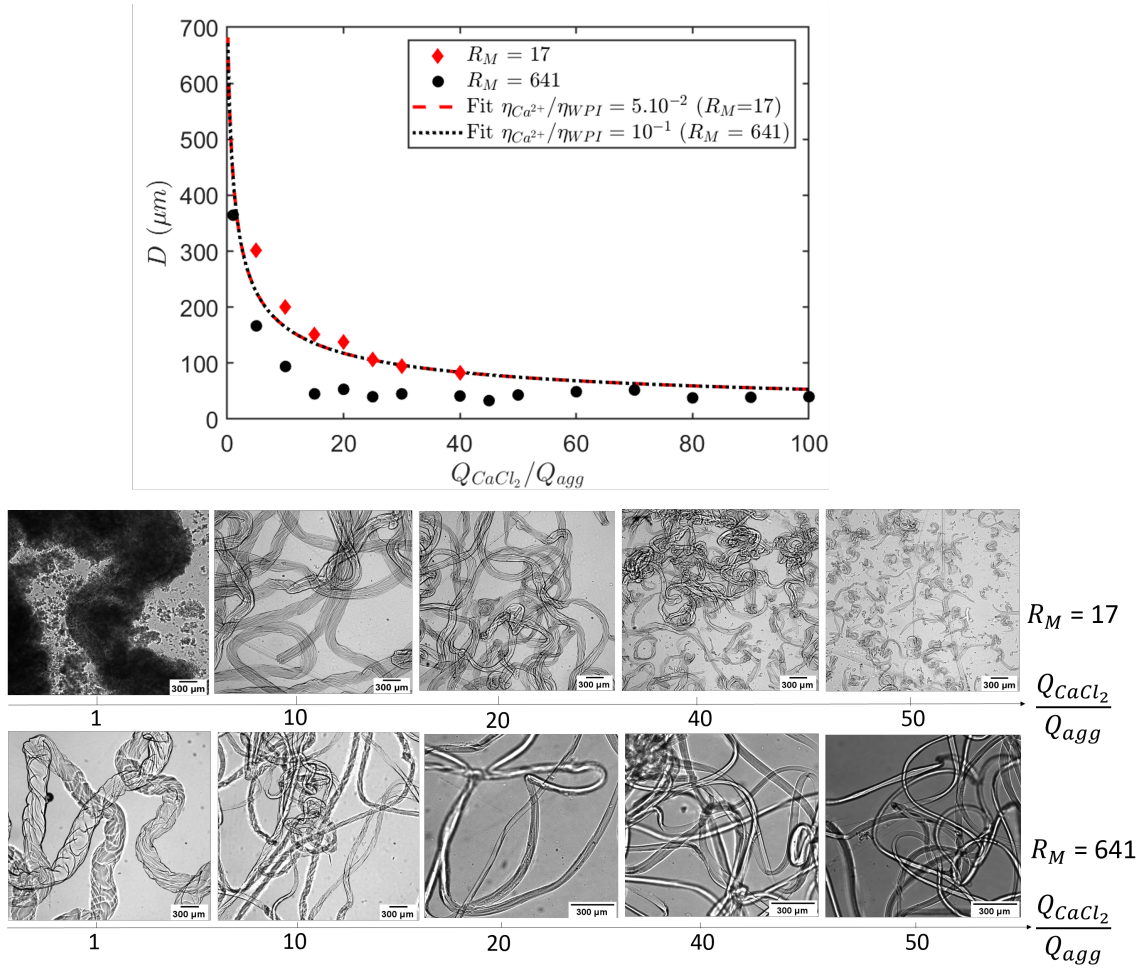 700
600
500
400
300
200
100
0
D (μm)
R_M = 17
R_M = 641
Fit η_{Ca²⁺}/η_{WPI} = 5.10⁻² (R_M=17)
Fit η_{Ca²⁺}/η_{WPI} = 10⁻¹ (R_M = 641)
0 20 40 60 80 100
Q_{CaCl₂}/Q_{agg}
300 μm 300 μm 300 μm 300 μm 300 μm
R_M = 17
1 10 20 40 50
Q_{CaCl₂}
Q_{agg}
300 μm 300 μm 300 μm 300 μm 300 μm
R_M = 641
1 10 20 40 50
Q_{CaCl₂}
Q_{agg}